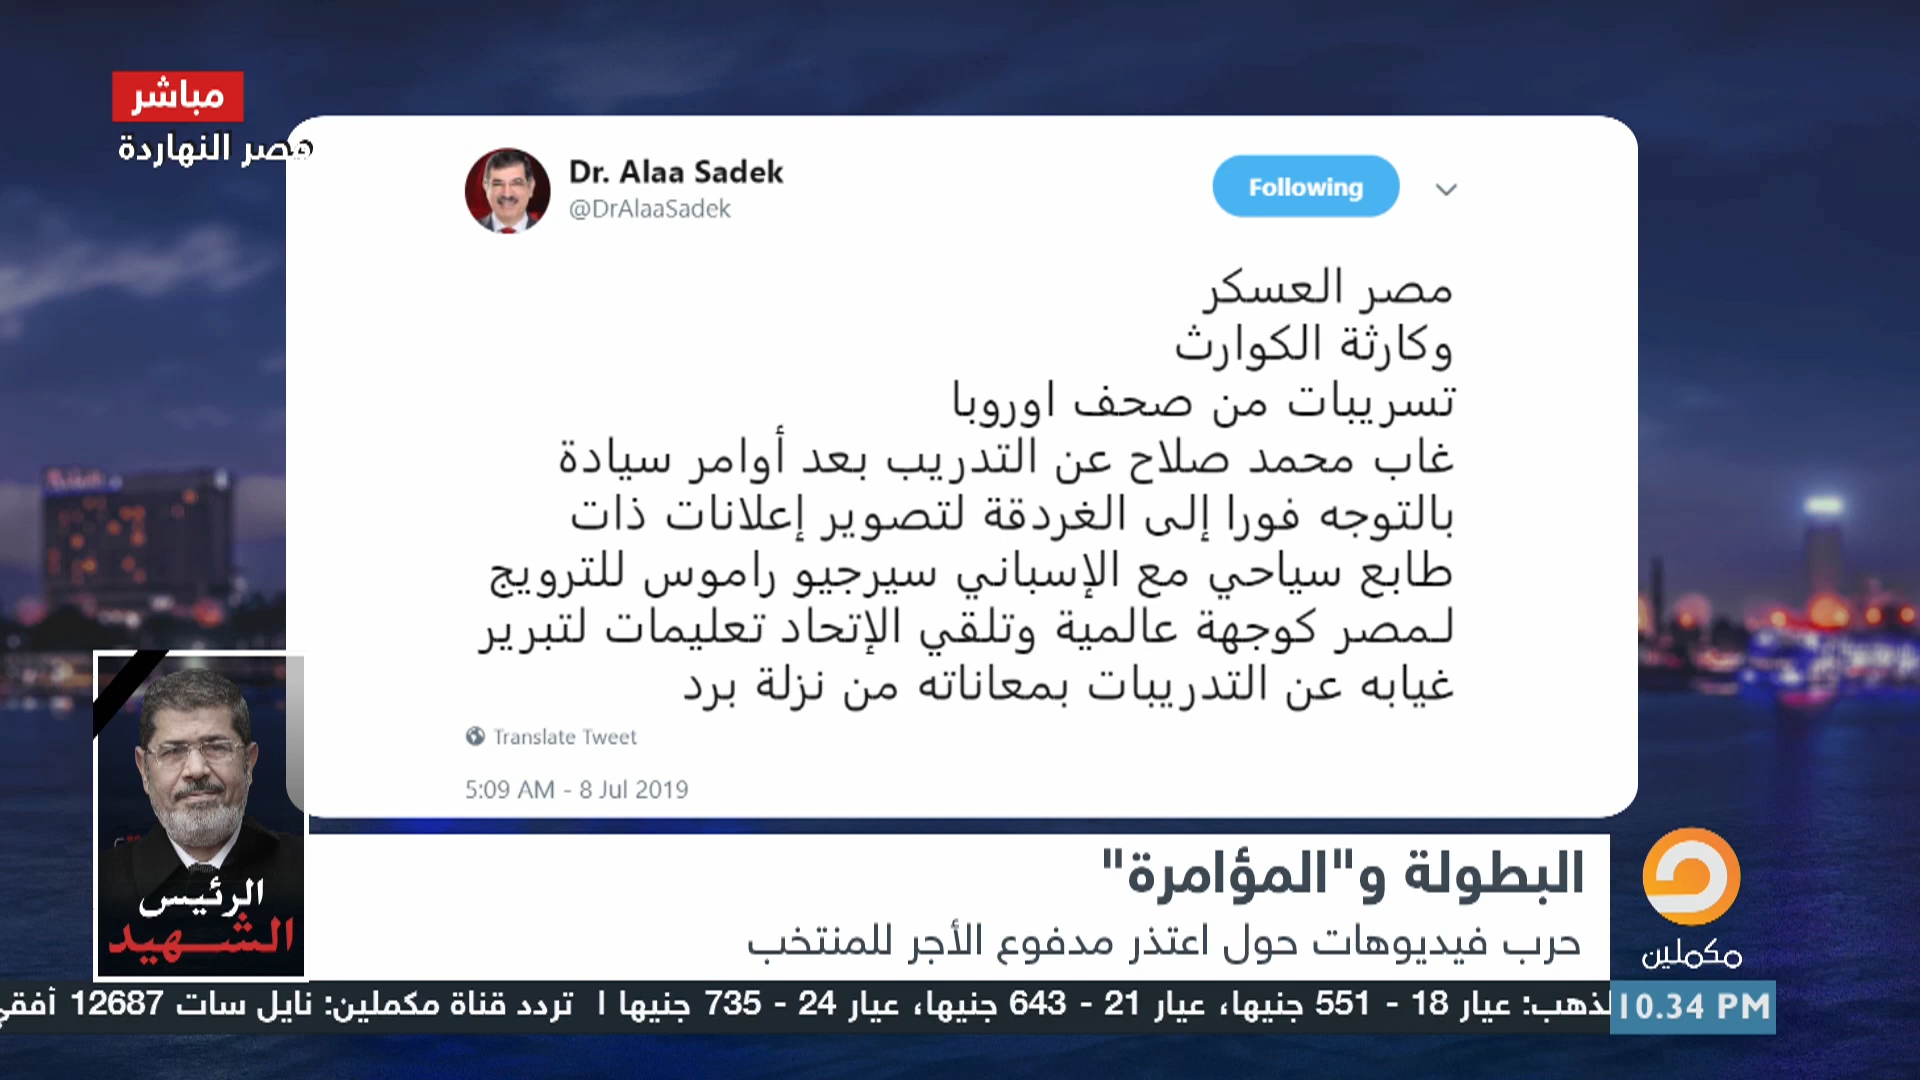 مباشر
مصر النهاردة
Dr. Alaa Sadek
@DrAlaaSadek
Following
مصر العسكر
وكارثة الكوارث
تسريبات من صحف اوروبا
غاب محمد صلاح عن التدريب بعد أوامر سيادة
بالتوجه فورا إلى الغردقة لتصوير إعلانات ذات
طابع سياحي مع الإسباني سيرجيو راموس للترويج
لـمصر كوجهة عالمية وتلقي الإتحاد تعليمات لتبرير
غيابه عن التدريبات بمعاناته من نزلة برد
Translate Tweet
5:09 AM - 8 Jul 2019
الرئيس
الشهيد
البطولة و"المؤامرة"
حرب فيديوهات حول اعتذر مدفوع الأجر للمنتخب
مكملين
لذهب: عيار 18 - 551 جنيها، عيار 21 - 643 جنيها، عيار 24 - 735 جنيها | تردد قناة مكملين: نايل سات 12687 أفقي
10.34 PM